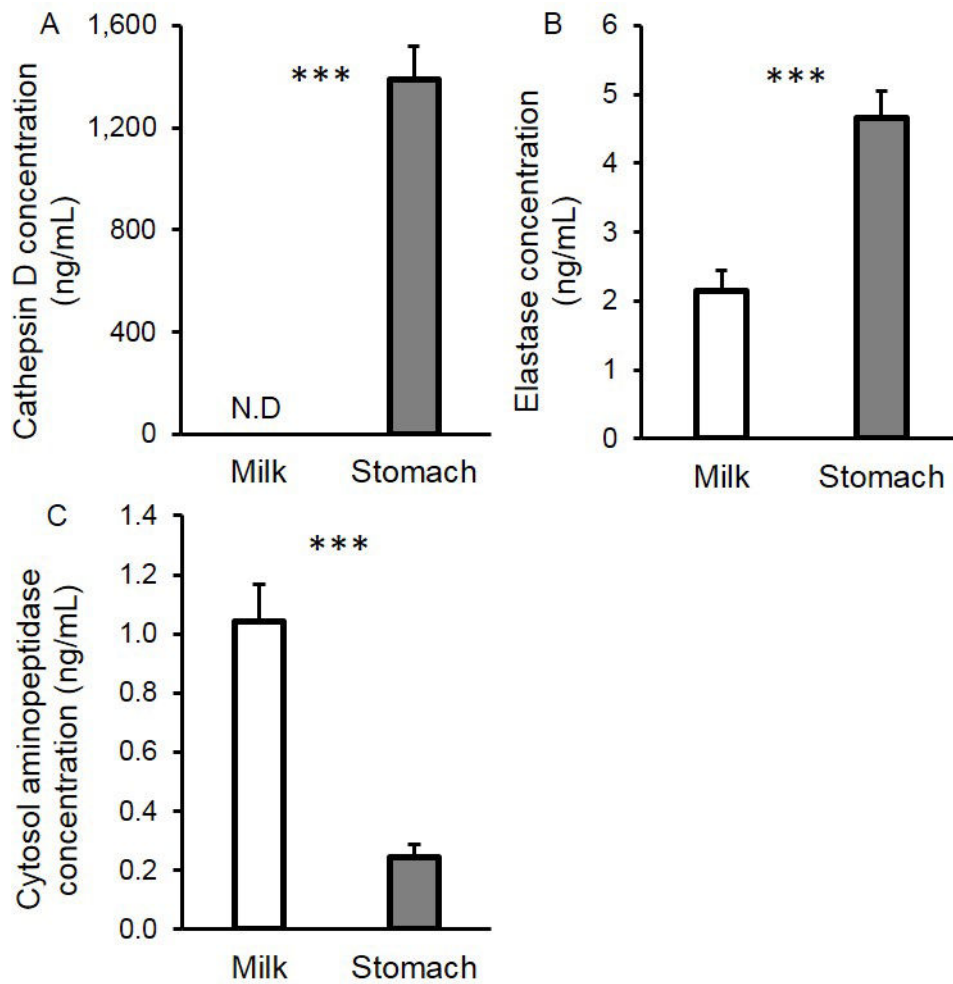 A
Cathepsin D concentration
(ng/mL)
1,600
1,200
800
400
0
***
N.D
Milk Stomach
B
Elastase concentration
(ng/mL)
6
5
4
3
2
1
0
***
Milk Stomach
C
Cytosol aminopeptidase
concentration (ng/mL)
1.4
1.2
1.0
0.8
0.6
0.4
0.2
0.0
***
Milk Stomach